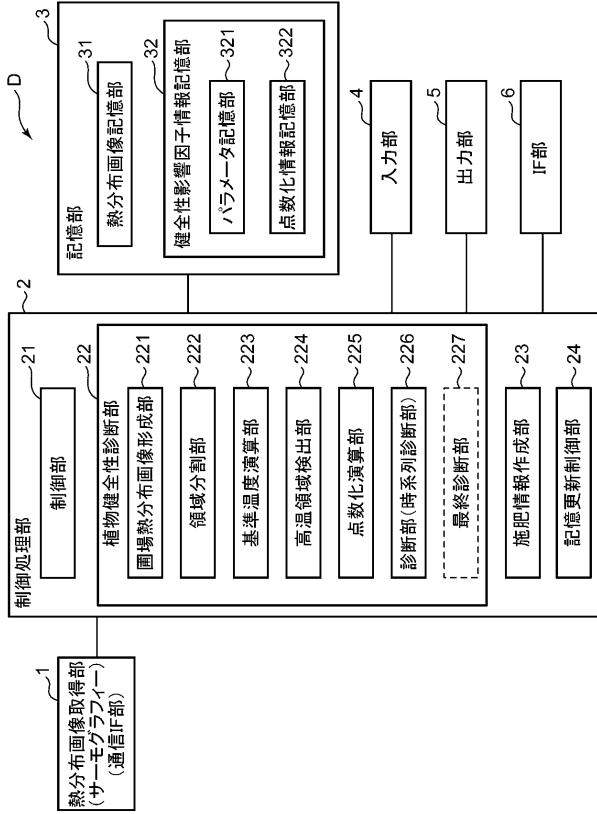 D
1
熱分布画像取得部
(サーモグラフィー)
(通信IF部)
2
制御処理部
21
制御部
22
植物健全性診断部
221
圃場熱分布画像形成部
222
領域分割部
223
基準温度演算部
224
高温領域検出部
225
点数化演算部
226
診断部(時系列診断部)
227
最終診断部
23
施肥情報作成部
24
記憶更新制御部
3
記憶部
31
熱分布画像記憶部
32
健全性影響因子情報記憶部
321
パラメータ記憶部
322
点数化情報記憶部
4
入力部
5
出力部
6
IF部